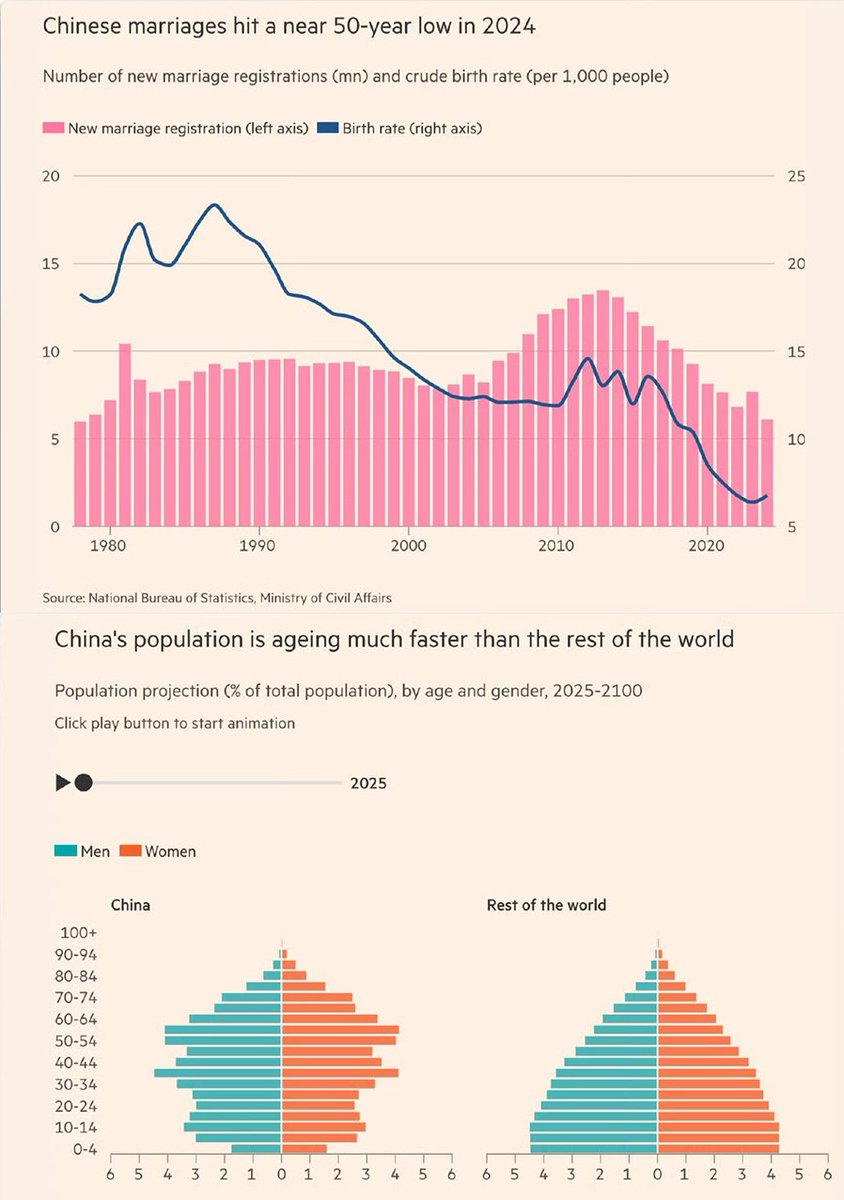 Chinese marriages hit a near 50-year low in 2024
Number of new marriage registrations (mn) and crude birth rate (per 1,000 people)
New marriage registration (left axis) Birth rate (right axis)
20 25
15 20
10 15
5 10
0 5
1980 1990 2000 2010 2020
Source: National Bureau of Statistics, Ministry of Civil Affairs
China's population is ageing much faster than the rest of the world
Population projection (% of total population), by age and gender, 2025-2100
Click play button to start animation
2025
Men Women
China Rest of the world
100+
90-94
80-84
70-74
60-64
50-54
40-44
30-34
20-24
10-14
0-4
6 5 4 3 2 1 0 1 2 3 4 5 6 6 5 4 3 2 1 0 1 2 3 4 5 6